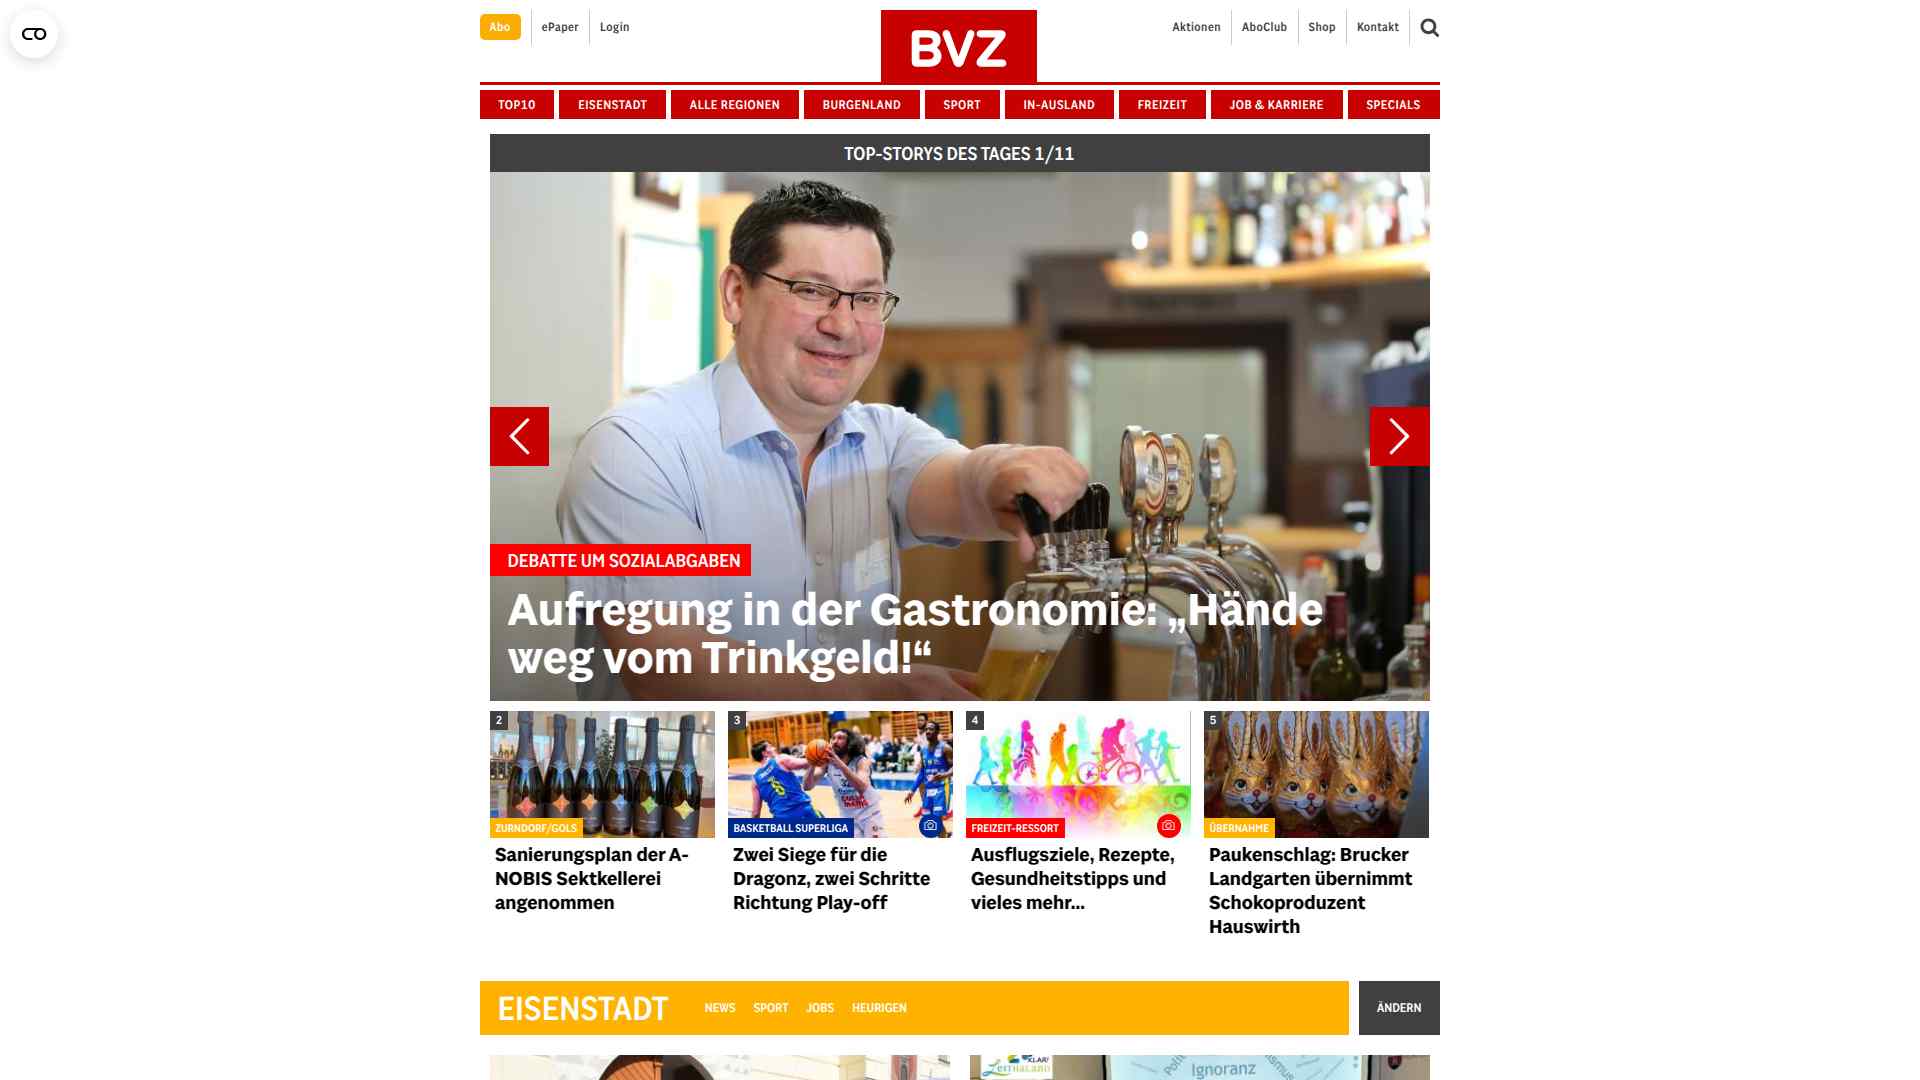 Abo
ePaper
Login
BVZ
Aktionen
AboClub
Shop
Kontakt
TOP10
EISENSTADT
ALLE REGIONEN
BURGENLAND
SPORT
IN-AUSLAND
FREIZEIT
JOB & KARRIERE
SPECIALS
TOP-STORYS DES TAGES 1/11
DEBATTE UM SOZIALABGABEN
Aufregung in der Gastronomie: „Hände
weg vom Trinkgeld!“
2
ZURNDORF/GOLS
Sanierungsplan der A-
NOBIS Sektkellerei
angenommen
3
BASKETBALL SUPERLIGA
Zwei Siege für die
Dragonz, zwei Schritte
Richtung Play-off
4
FREIZEIT-RESSORT
Ausflugsziele, Rezepte,
Gesundheitstipps und
vieles mehr...
5
ÜBERNAHME
Paukenschlag: Brucker
Landgarten übernimmt
Schokoproduzent
Hauswirth
EISENSTADT
NEWS
SPORT
JOBS
HEURIGEN
ÄNDERN
KLAR!
Ignoranz